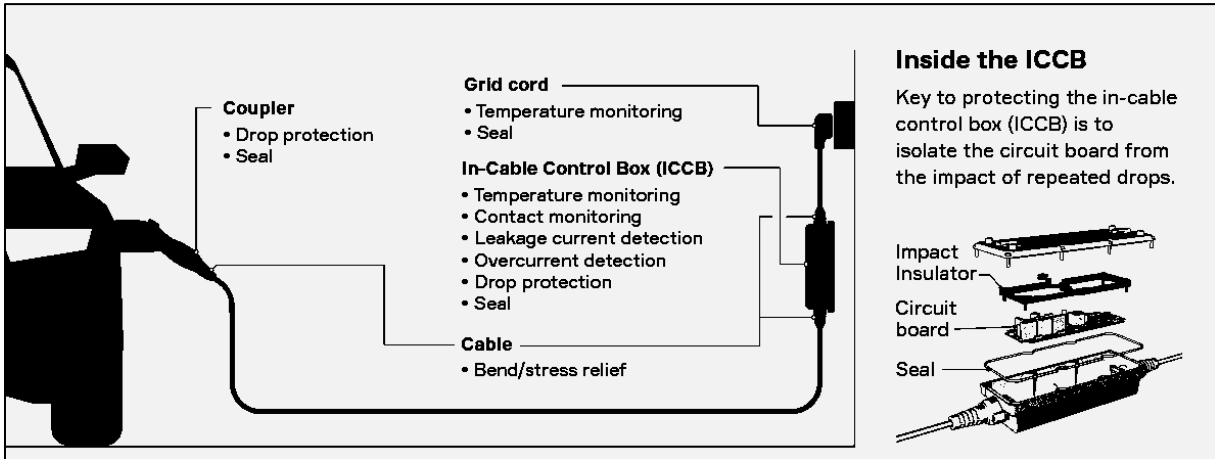 Coupler
• Drop protection
• Seal
Grid cord
• Temperature monitoring
• Seal
In-Cable Control Box (ICCB)
• Temperature monitoring
• Contact monitoring
• Leakage current detection
• Overcurrent detection
• Drop protection
• Seal
Cable
• Bend/stress relief
Inside the ICCB
Key to protecting the in-cable
control box (ICCB) is to
isolate the circuit board from
the impact of repeated drops.
Impact
Insulator
Circuit
board
Seal